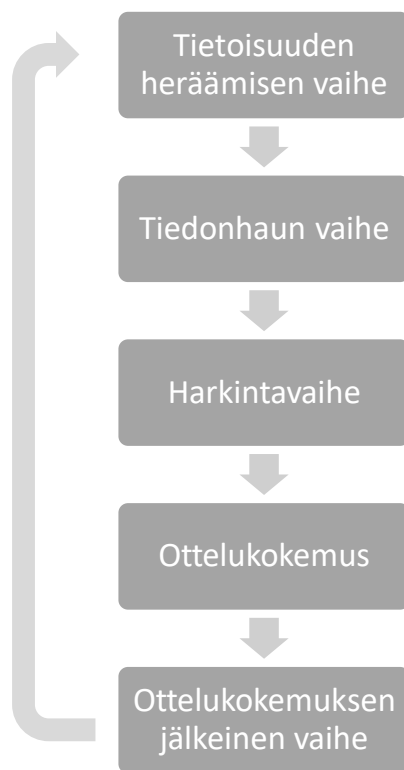 Tietoisuuden
heräämisen vaihe
Tiedonhaun vaihe
Harkintavaihe
Ottelukokemus
Ottelukokemuksen
jälkeinen vaihe